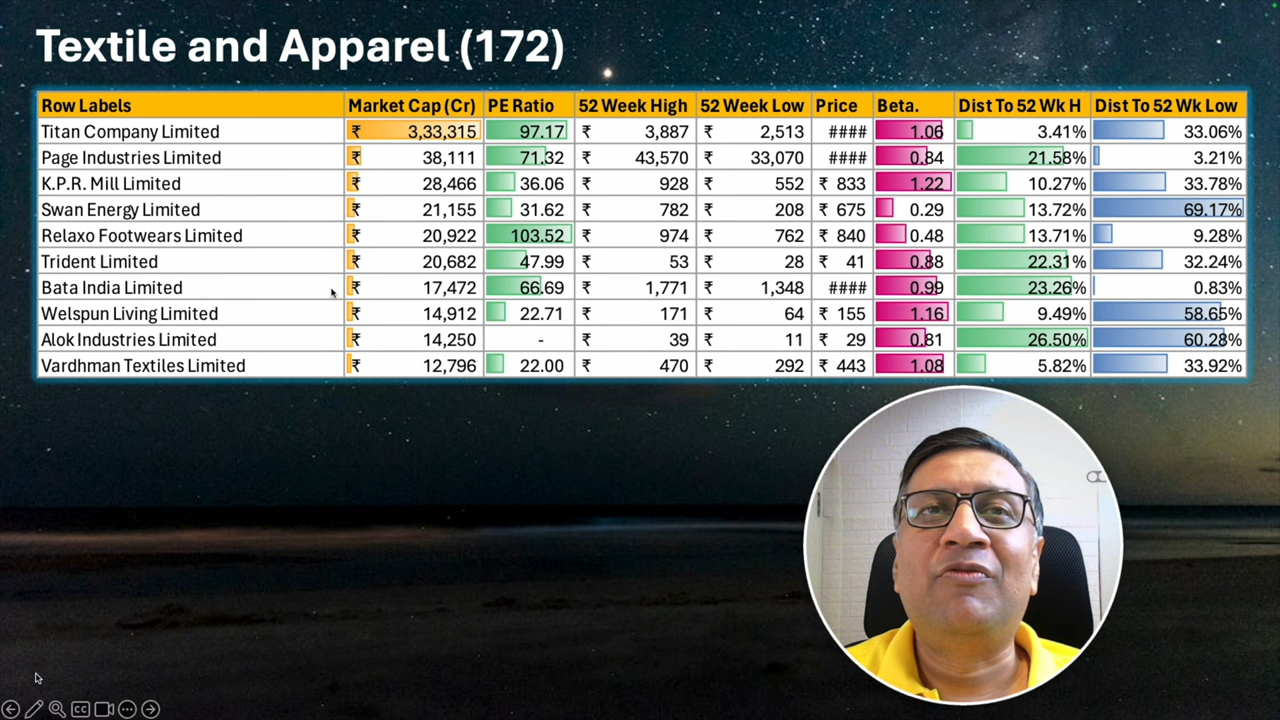 Textile and Apparel (172)
Row Labels Market Cap (Cr) PE Ratio 52 Week High 52 Week Low Price Beta. Dist To 52 Wk H Dist To 52 Wk Low
Titan Company Limited ₹ 3,33,315 97.17 ₹ 3,887 ₹ 2,513 #### 1.06 3.41% 33.06%
Page Industries Limited ₹ 38,111 71.32 ₹ 43,570 ₹ 33,070 #### 0.84 21.58% 3.21%
K.P.R. Mill Limited ₹ 28,466 36.06 ₹ 928 ₹ 552 ₹ 833 1.22 10.27% 33.78%
Swan Energy Limited ₹ 21,155 31.62 ₹ 782 ₹ 208 ₹ 675 0.29 13.72% 69.17%
Relaxo Footwears Limited ₹ 20,922 103.52 ₹ 974 ₹ 762 ₹ 840 0.48 13.71% 9.28%
Trident Limited ₹ 20,682 47.99 ₹ 53 ₹ 28 ₹ 41 0.88 22.31% 32.24%
Bata India Limited ₹ 17,472 66.69 ₹ 1,771 ₹ 1,348 #### 0.99 23.26% 0.83%
Welspun Living Limited ₹ 14,912 22.71 ₹ 171 ₹ 64 ₹ 155 1.16 9.49% 58.65%
Alok Industries Limited ₹ 14,250 - ₹ 39 ₹ 11 ₹ 29 0.81 26.50% 60.28%
Vardhman Textiles Limited ₹ 12,796 22.00 ₹ 470 ₹ 292 ₹ 443 1.08 5.82% 33.92%
CC